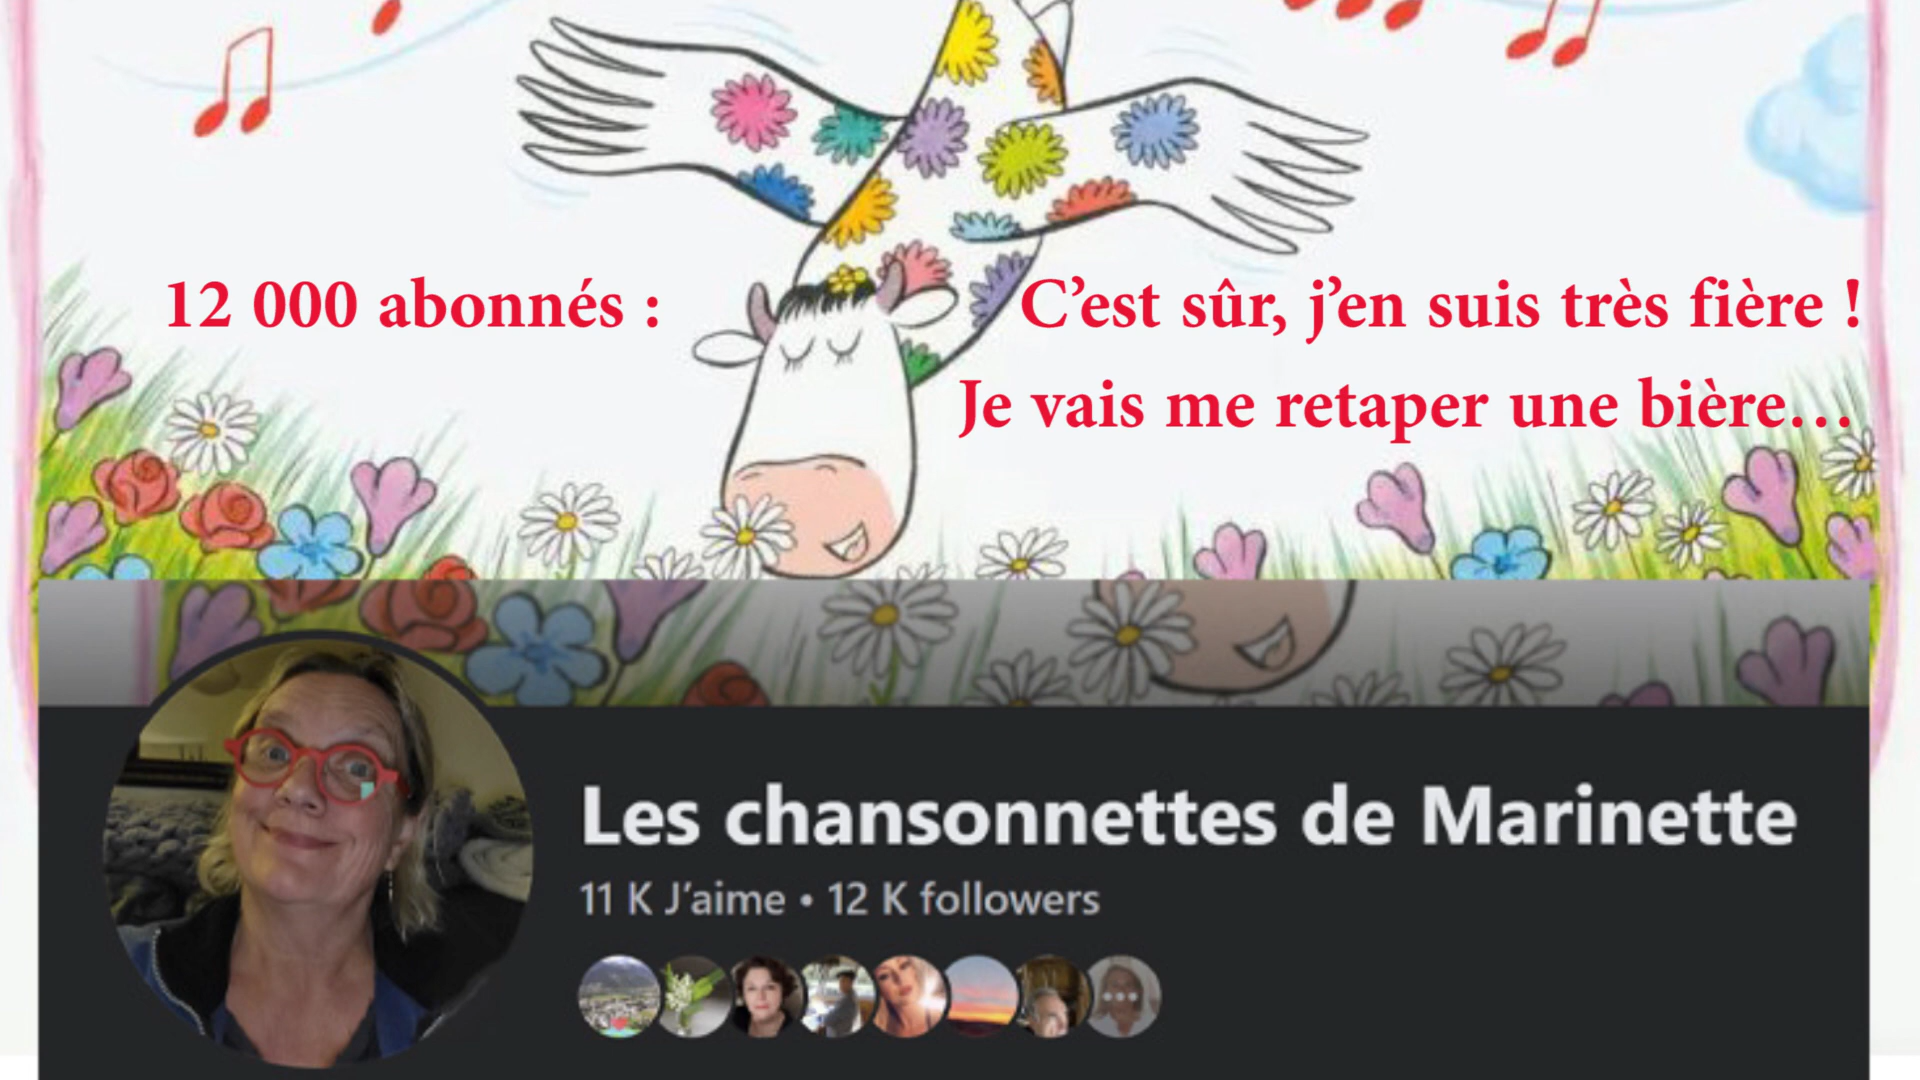 12 000 abonnés :
C’est sûr, j’en suis très fière !
Je vais me retaper une bière…
Les chansonnettes de Marinette
11 K J’aime • 12 K followers